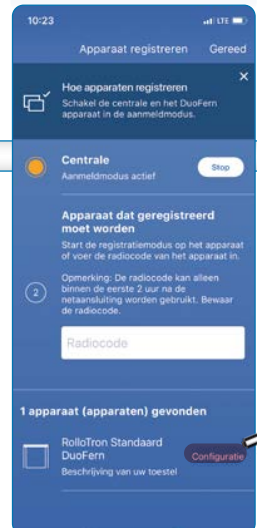 10:23
LTE
Apparaat registreren
Gereed
Hoe apparaten registreren
Schakel de centrale en het DuoFern
apparaat in de aanmeldmodus.
Centrale
Aanmeldmodus actief
Stop
Apparaat dat geregistreerd
moet worden
Start de registratiemodus op het apparaat
of voer de radiocode van het apparaat in.
2
Opmerking: De radiocode kan alleen
binnen de eerste 2 uur na de
netaansluiting worden gebruikt. Bewaar
de radiocode.
Radiocode
1 apparaat (apparaten) gevonden
RolloTron Standaard
DuoFern
Configuratie
Beschrijving van uw toestel